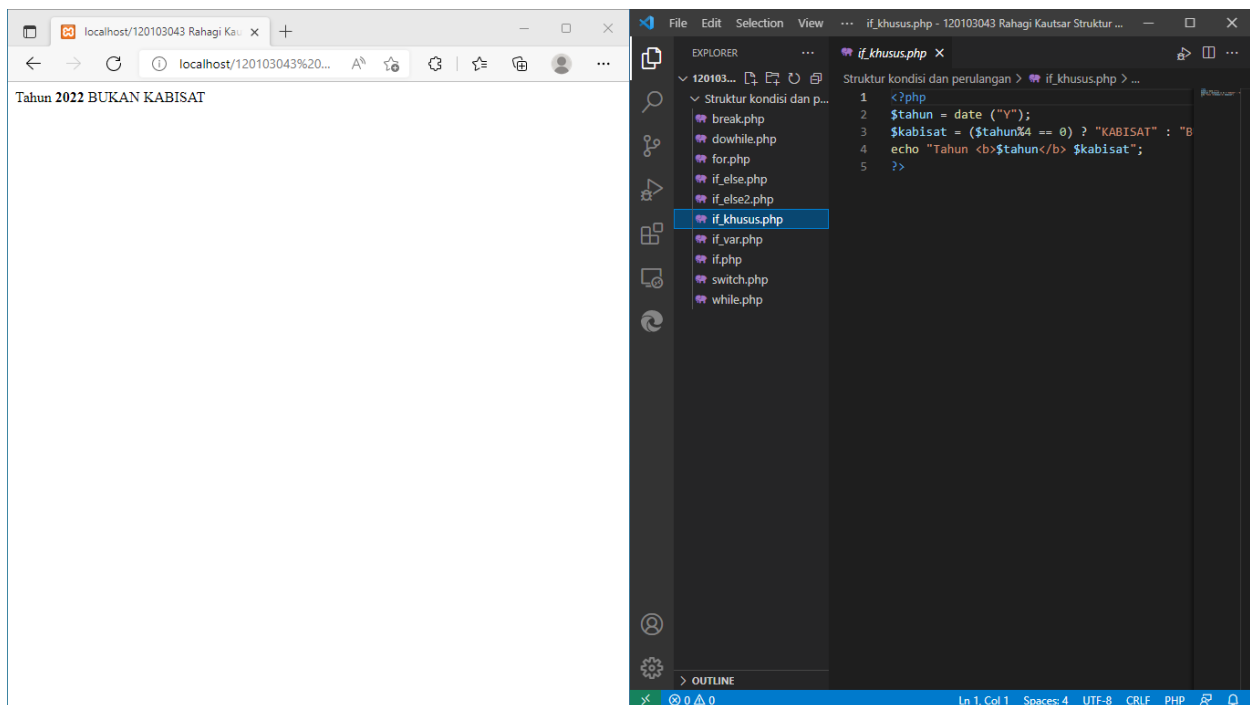 localhost/120103043 Rahagi Kau
localhost/120103043%20...
Tahun 2022 BUKAN KABISAT
File Edit Selection View ··· if_khusus.php - 120103043 Rahagi Kautsar Struktur ...
EXPLORER ···
120103...
Struktur kondisi dan p...
break.php
dowhile.php
for.php
if_else.php
if_else2.php
if_khusus.php
if_var.php
if.php
switch.php
while.php
OUTLINE
if_khusus.php
Struktur kondisi dan perulangan > if_khusus.php > ...
1 <?php
2 $tahun = date ("Y");
3 $kabisat = ($tahun%4 == 0) ? "KABISAT" : "B
4 echo "Tahun <b>$tahun</b> $kabisat";
5 ?>
0 0 Ln 1, Col 1 Spaces: 4 UTF-8 CRLF PHP